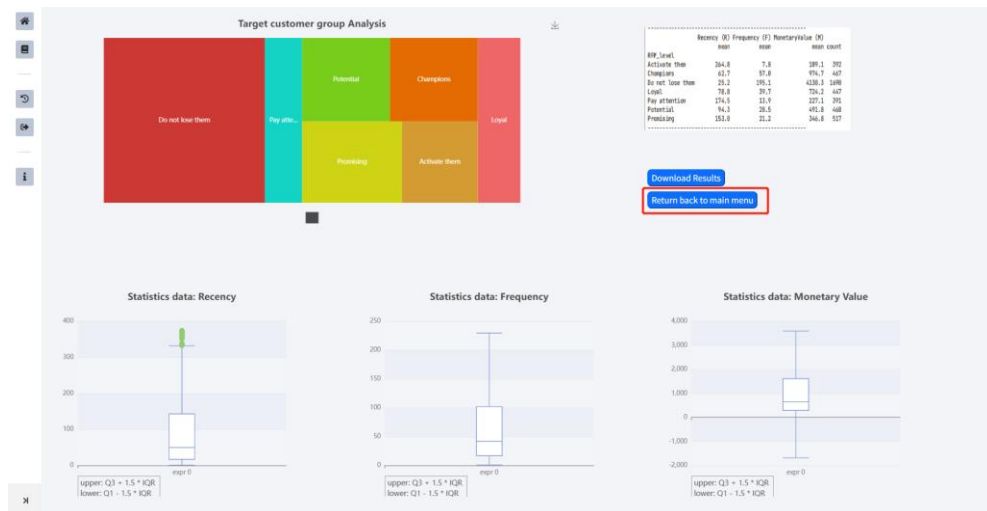 Target customer group Analysis
Do not lose them
Pay atte...
Potential
Champions
Promising
Activate them
Loyal
Recency (R) Frequency (F) MonetaryValue (M)
mean mean mean count
RFM_level
Activate them 264.8 7.8 189.1 392
Champions 62.7 57.0 974.7 467
Do not lose them 25.2 195.1 4130.3 1690
Loyal 78.8 39.7 724.2 447
Pay attention 174.5 13.9 227.1 391
Potential 94.3 28.5 491.8 468
Promising 153.0 21.2 346.8 517
Download Results
Return back to main menu
Statistics data: Recency
400
300
200
100
0
expr 0
upper: Q3 + 1.5 * IQR
lower: Q1 - 1.5 * IQR
Statistics data: Frequency
250
200
150
100
50
0
expr 0
upper: Q3 + 1.5 * IQR
lower: Q1 - 1.5 * IQR
Statistics data: Monetary Value
4,000
3,000
2,000
1,000
0
-1,000
-2,000
expr 0
upper: Q3 + 1.5 * IQR
lower: Q1 - 1.5 * IQR